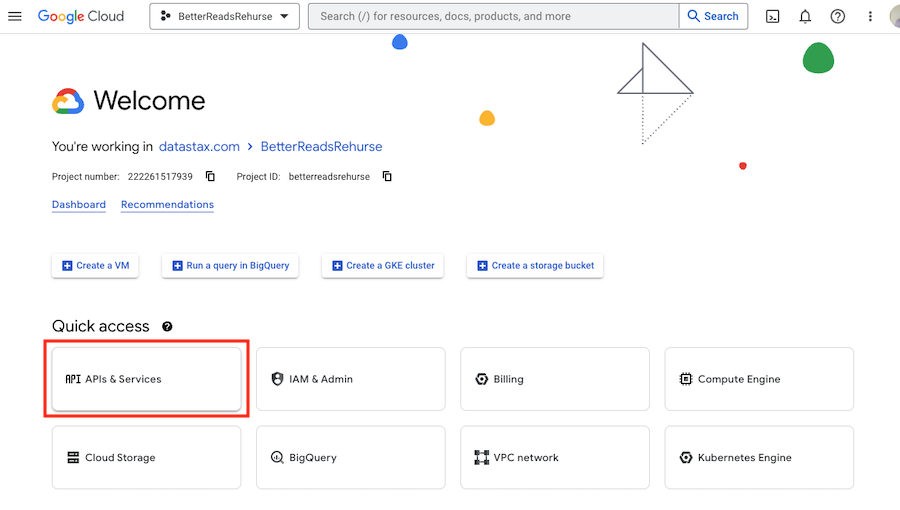 Google Cloud
BetterReadsRehurse
Search (/) for resources, docs, products, and more
Search
Welcome
You're working in datastax.com > BetterReadsRehurse
Project number: 222261517939 Project ID: betterreadsrehurse
Dashboard Recommendations
Create a VM
Run a query in BigQuery
Create a GKE cluster
Create a storage bucket
Quick access
API APIs & Services
IAM & Admin
Billing
Compute Engine
Cloud Storage
BigQuery
VPC network
Kubernetes Engine